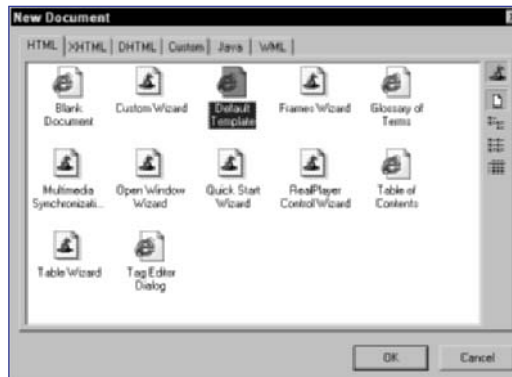 New Document
HTML XHTML DHTML Custom Java WML
Blank Custom Wizard Default Frames Wizard Glossary of
Document Template Terms
Multimedia Open Window Quick Start RealPlayer Table of
Synchronizati... Wizard Wizard Control Wizard Contents
Table Wizard Tag Editor
Dialog
OK Cancel